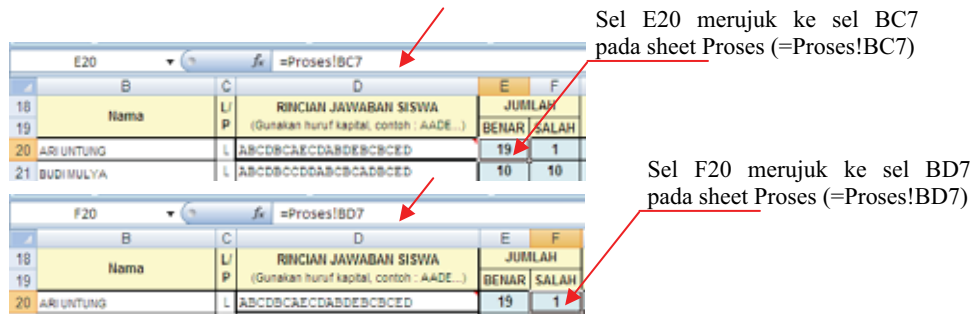 Sel E20 merujuk ke sel BC7
pada sheet Proses (=Proses!BC7)
E20 fx =Proses!BC7
B C D E F
18 Nama L/ RINCIAN JAWABAN SISWA JUMLAH
19 P (Gunakan huruf kapital, contoh : AADE...) BENAR SALAH
20 ARI UNTUNG L ABCDBCAECDABDEBCBCED 19 1
21 BUDI MULYA L ABCDBCCDDABCBCADBCED 10 10
Sel F20 merujuk ke sel BD7
pada sheet Proses (=Proses!BD7)
F20 fx =Proses!BD7
B C D E F
18 Nama L/ RINCIAN JAWABAN SISWA JUMLAH
19 P (Gunakan huruf kapital, contoh : AADE...) BENAR SALAH
20 ARI UNTUNG L ABCDBCAECDABDEBCBCED 19 1